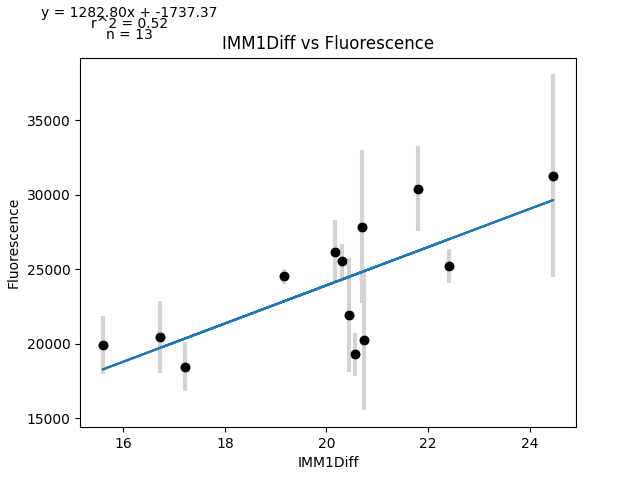 y = 1282.80x + -1737.37
r^2 = 0.52
n = 13
IMM1Diff vs Fluorescence
Fluorescence
35000
30000
25000
20000
15000
16 18 20 22 24
IMM1Diff